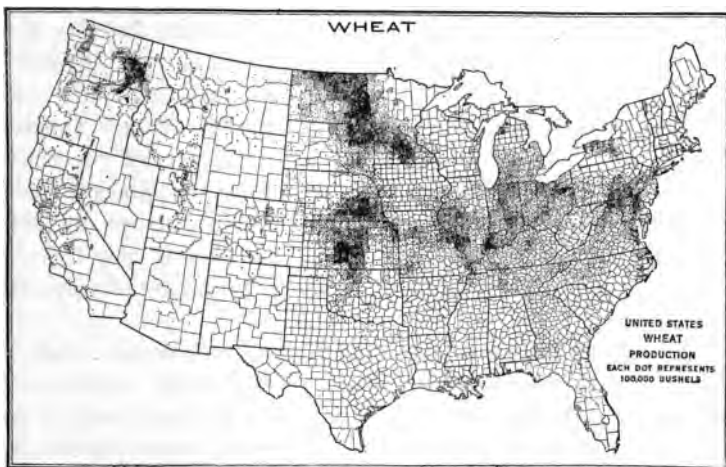 WHEAT
UNITED STATES
WHEAT
PRODUCTION
EACH DOT REPRESENTS
100,000 BUSHELS